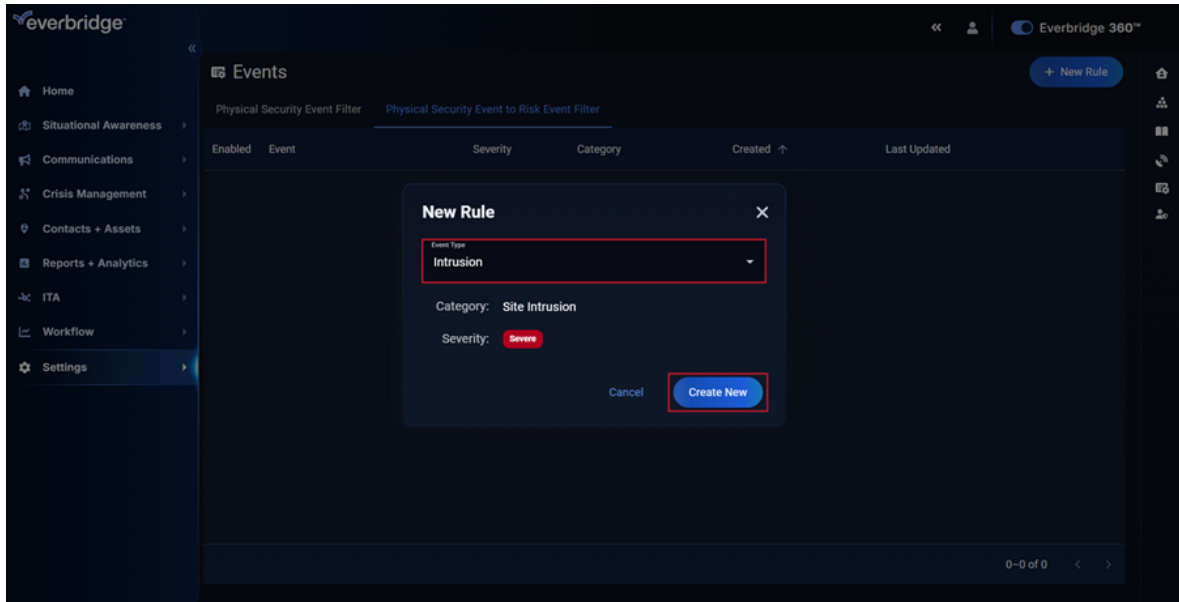 everbridge
Everbridge 360™
Events
+ New Rule
Home
Physical Security Event Filter
Physical Security Event to Risk Event Filter
Situational Awareness
Enabled
Event
Severity
Category
Created ↑
Last Updated
Communications
Crisis Management
Contacts + Assets
Reports + Analytics
ITA
Workflow
Settings
New Rule
Event Type
Intrusion
Category: Site Intrusion
Severity: Severe
Cancel
Create New
0–0 of 0